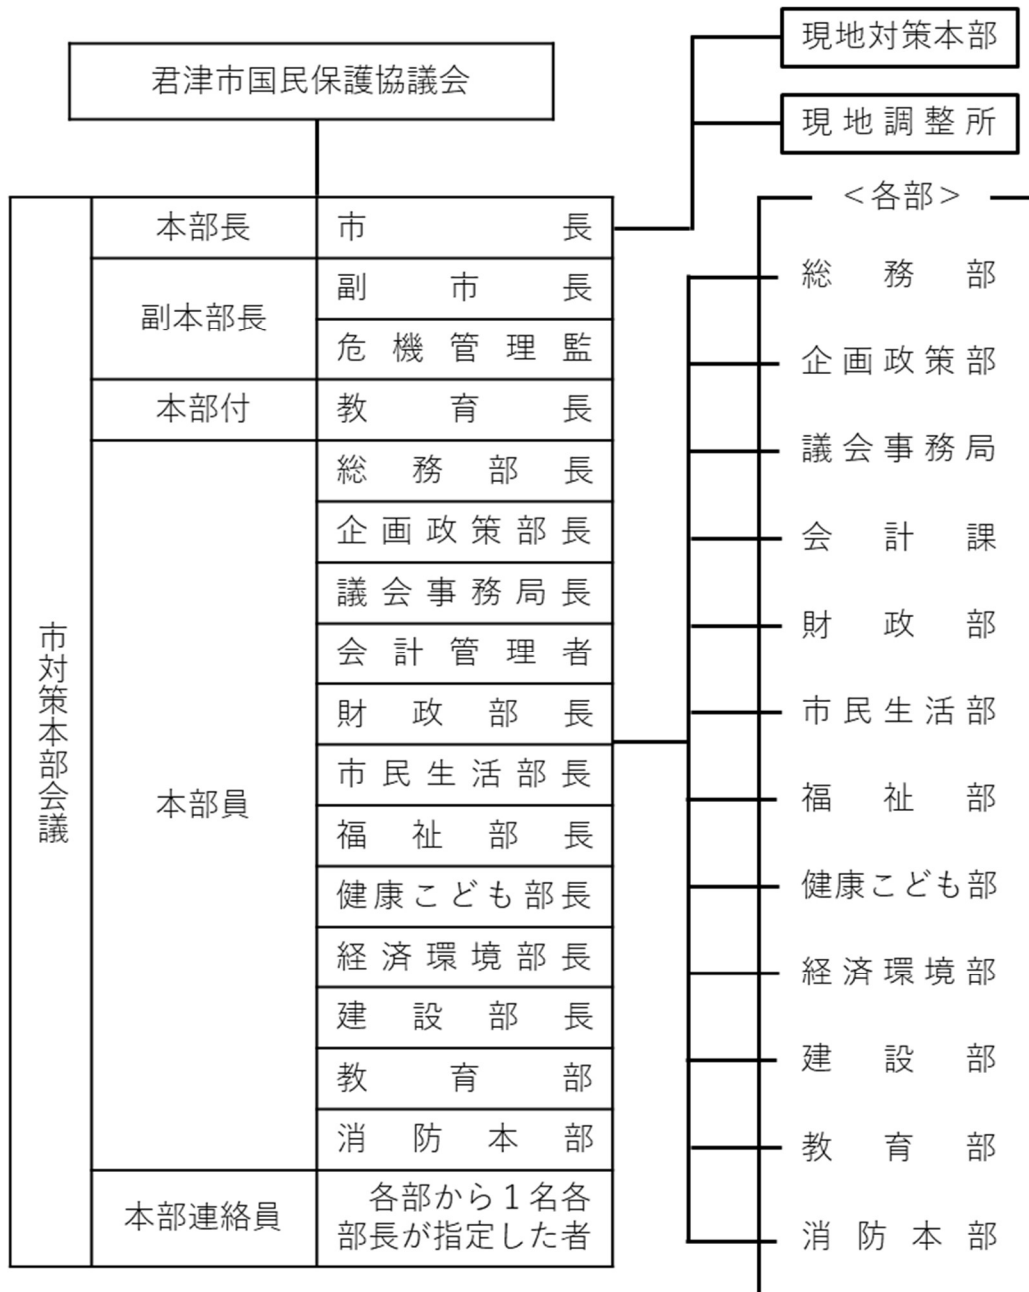 君津市国民保護協議会
現地対策本部
現地調整所
市対策本部会議
本部長
市長
副本部長
副市長
危機管理監
本部付
教育長
本部員
総務部長
企画政策部長
議会事務局長
会計管理者
財政部長
市民生活部長
福祉部長
健康こども部長
経済環境部長
建設部長
教育部
消防本部
本部連絡員
各部から１名各
部長が指定した者
＜各部＞
総務部
企画政策部
議会事務局
会計課
財政部
市民生活部
福祉部
健康こども部
経済環境部
建設部
教育部
消防本部